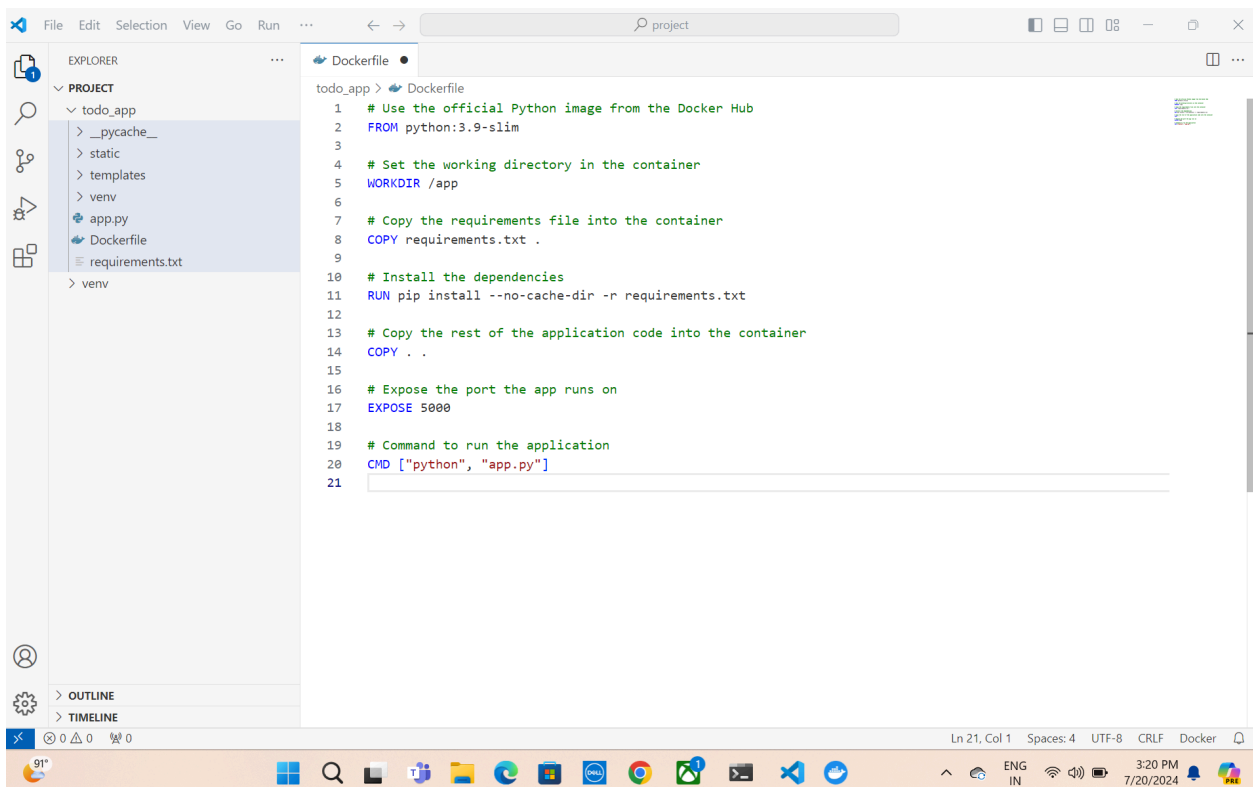 File Edit Selection View Go Run ... project
EXPLORER ...
Dockerfile
1
PROJECT
todo_app > Dockerfile
todo_app
__pycache__
static
templates
venv
app.py
Dockerfile
requirements.txt
venv
1 # Use the official Python image from the Docker Hub
2 FROM python:3.9-slim
3
4 # Set the working directory in the container
5 WORKDIR /app
6
7 # Copy the requirements file into the container
8 COPY requirements.txt .
9
10 # Install the dependencies
11 RUN pip install --no-cache-dir -r requirements.txt
12
13 # Copy the rest of the application code into the container
14 COPY . .
15
16 # Expose the port the app runs on
17 EXPOSE 5000
18
19 # Command to run the application
20 CMD ["python", "app.py"]
21
OUTLINE
TIMELINE
0 0 0 Ln 21, Col 1 Spaces: 4 UTF-8 CRLF Docker
91°
DELL
1
ENG
IN
3:20 PM
7/20/2024
PRE